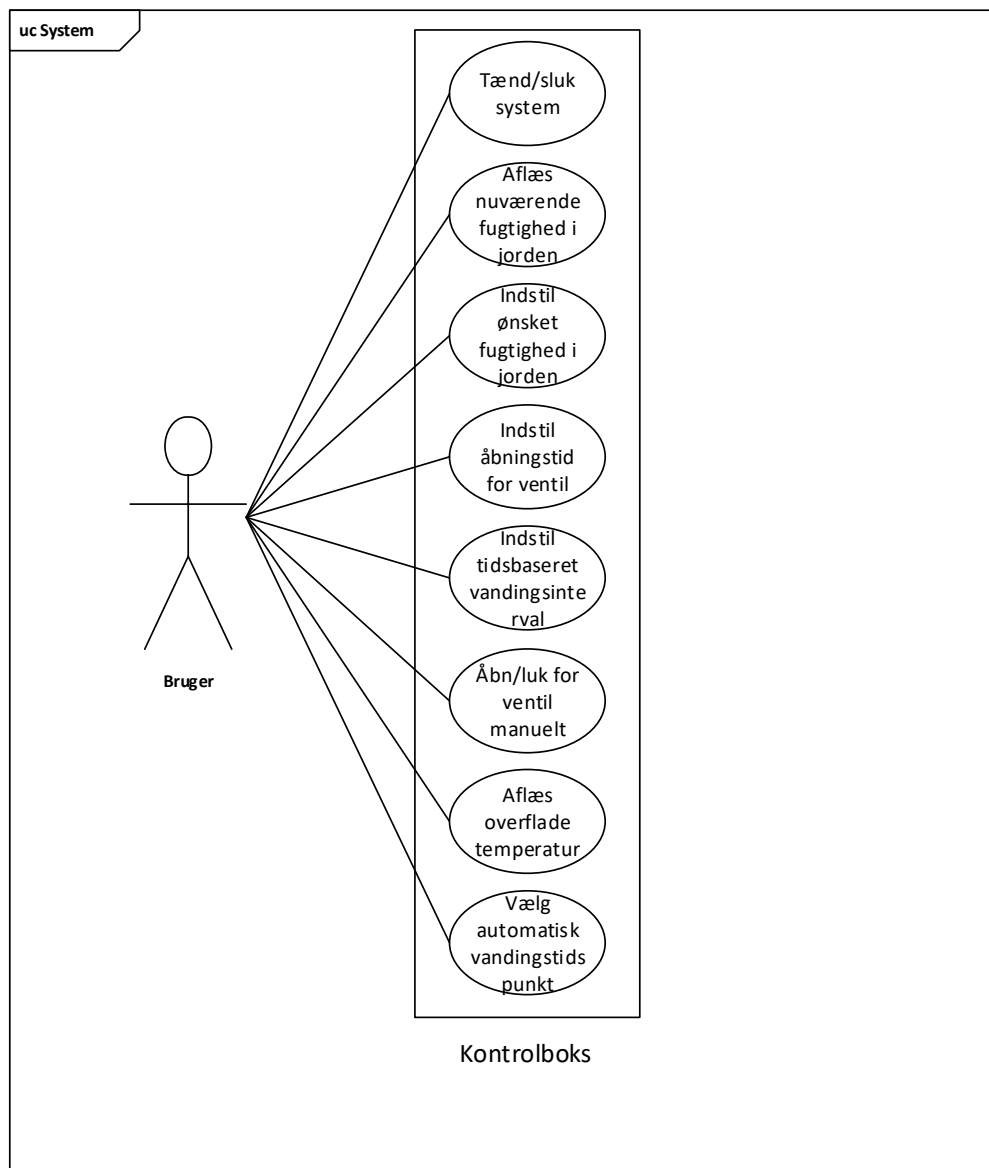 uc System
Tænd/sluk
system
Aflæs
nuværende
fugtighed i
jorden
Indstil
ønsket
fugtighed i
jorden
Indstil
åbningstid
for ventil
Indstil
tidsbaseret
vandingsinte
rval
Åbn/luk for
ventil
manuelt
Aflæs
overflade
temperatur
Vælg
automatisk
vandingstids
punkt
Bruger
Kontrolboks